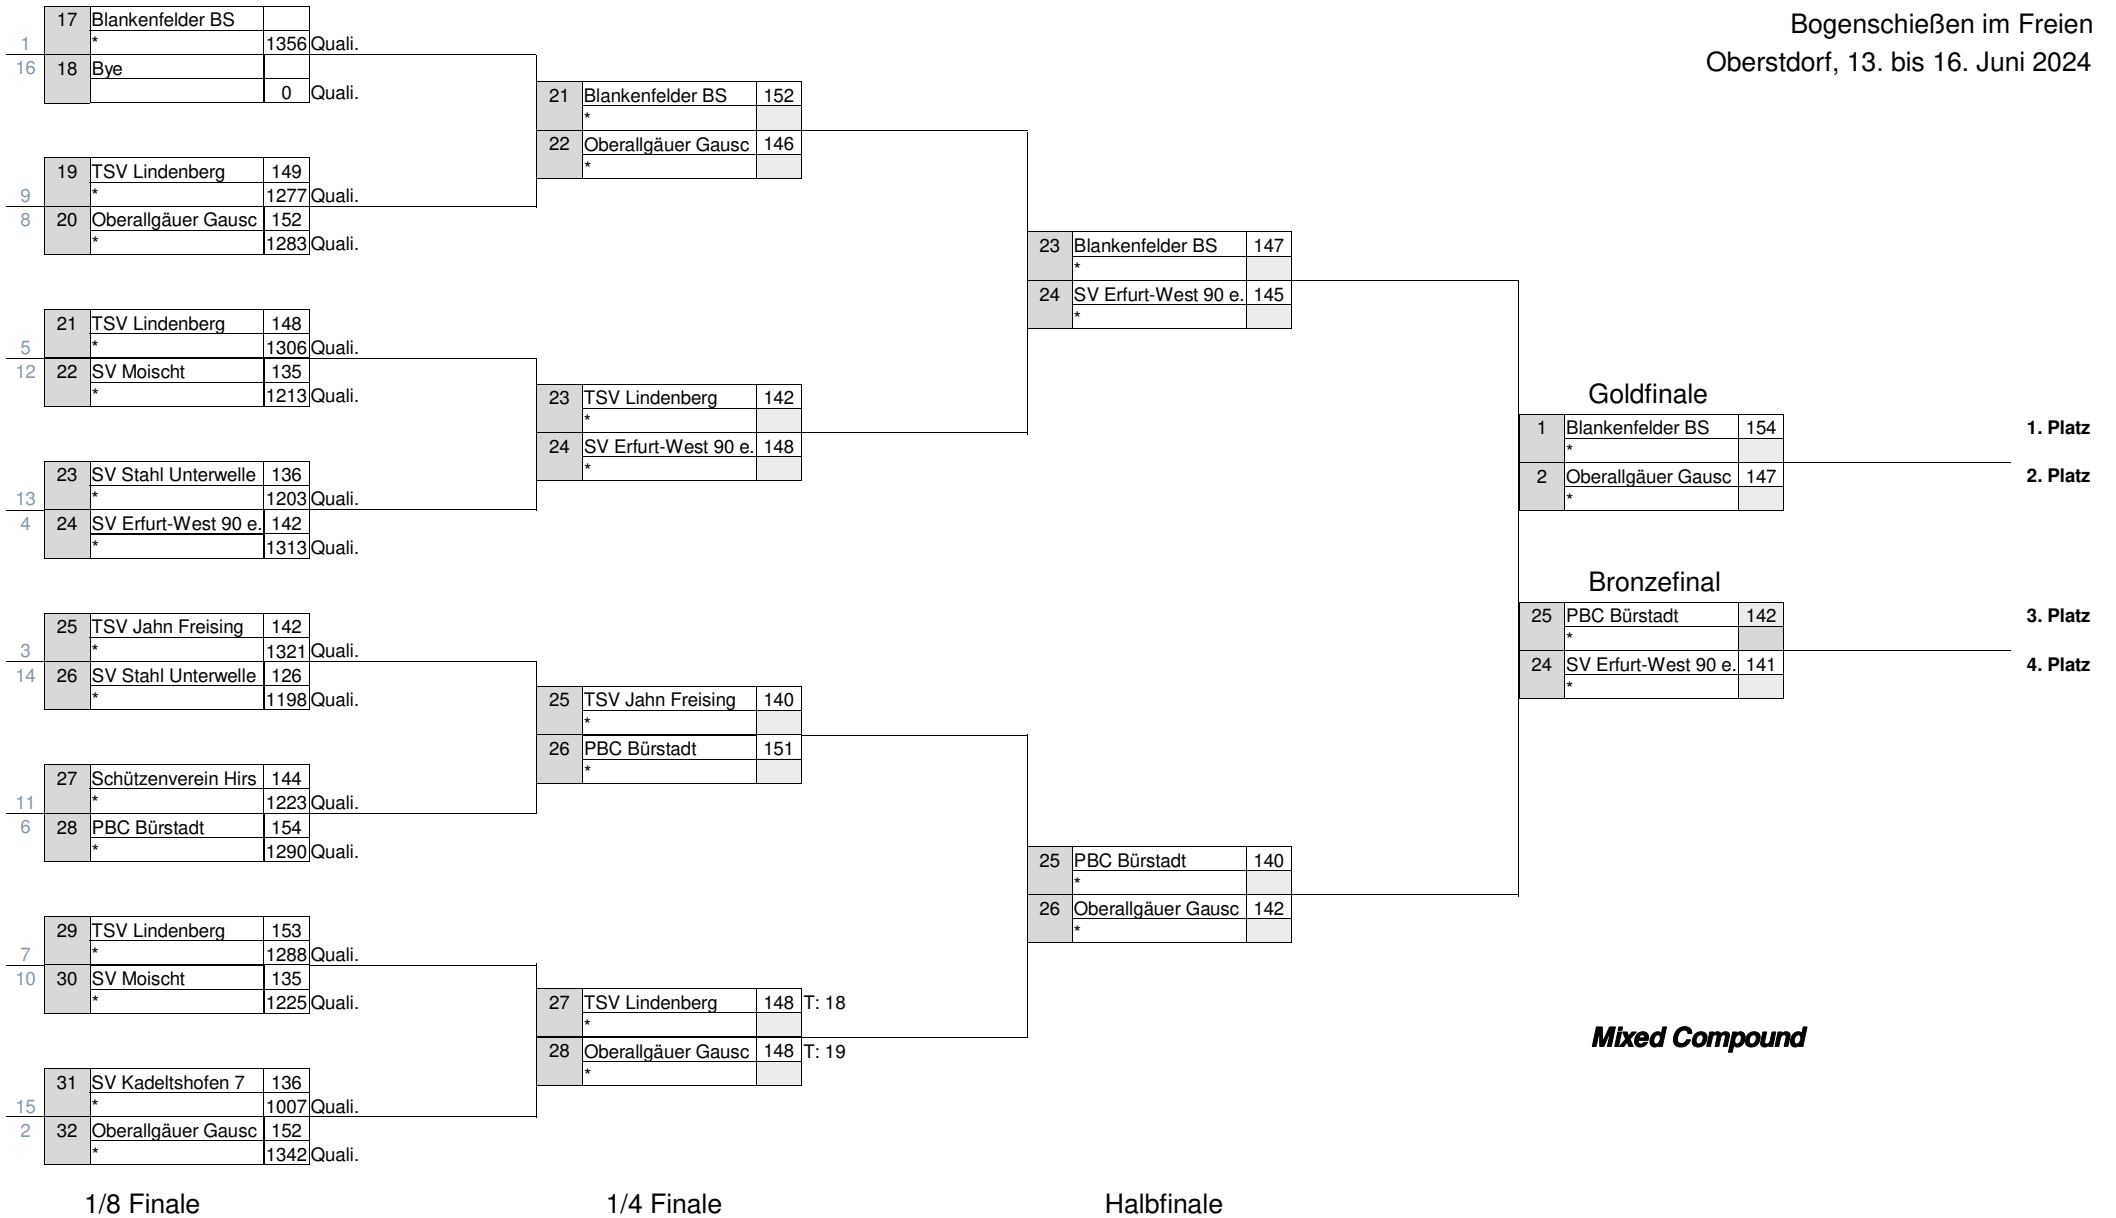 Bogenschießen im Freien
Oberstdorf, 13. bis 16. Juni 2024
17 Blankenfelder BS
1 * 1356 Quali.
16 18 Bye
0 Quali.
19 TSV Lindenberg 149
9 * 1277 Quali.
8 20 Oberallgäuer Gausc 152
* 1283 Quali.
21 TSV Lindenberg 148
5 * 1306 Quali.
12 22 SV Moischt 135
* 1213 Quali.
23 SV Stahl Unterwelle 136
13 * 1203 Quali.
4 24 SV Erfurt-West 90 e. 142
* 1313 Quali.
25 TSV Jahn Freising 142
3 * 1321 Quali.
14 26 SV Stahl Unterwelle 126
* 1198 Quali.
27 Schützenverein Hirs 144
11 * 1223 Quali.
6 28 PBC Bürstadt 154
* 1290 Quali.
29 TSV Lindenberg 153
7 * 1288 Quali.
10 30 SV Moischt 135
* 1225 Quali.
31 SV Kadeltshofen 7 136
15 * 1007 Quali.
2 32 Oberallgäuer Gausc 152
* 1342 Quali.
1/8 Finale
21 Blankenfelder BS 152
*
22 Oberallgäuer Gausc 146
*
23 TSV Lindenberg 142
*
24 SV Erfurt-West 90 e. 148
*
25 TSV Jahn Freising 140
*
26 PBC Bürstadt 151
*
27 TSV Lindenberg 148 T: 18
*
28 Oberallgäuer Gausc 148 T: 19
*
1/4 Finale
23 Blankenfelder BS 147
*
24 SV Erfurt-West 90 e. 145
*
25 PBC Bürstadt 140
*
26 Oberallgäuer Gausc 142
*
Halbfinale
Goldfinale
1 Blankenfelder BS 154 1. Platz
*
2 Oberallgäuer Gausc 147 2. Platz
*
Bronzefinal
25 PBC Bürstadt 142 3. Platz
*
24 SV Erfurt-West 90 e. 141 4. Platz
*
Mixed Compound